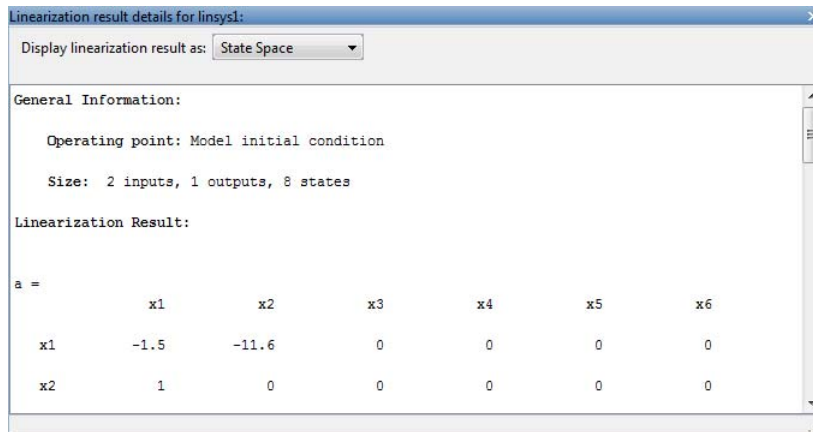 Linearization result details for linsys1:
Display linearization result as: State Space
General Information:
Operating point: Model initial condition
Size: 2 inputs, 1 outputs, 8 states
Linearization Result:
a =
x1 x2 x3 x4 x5 x6
x1 -1.5 -11.6 0 0 0 0
x2 1 0 0 0 0 0